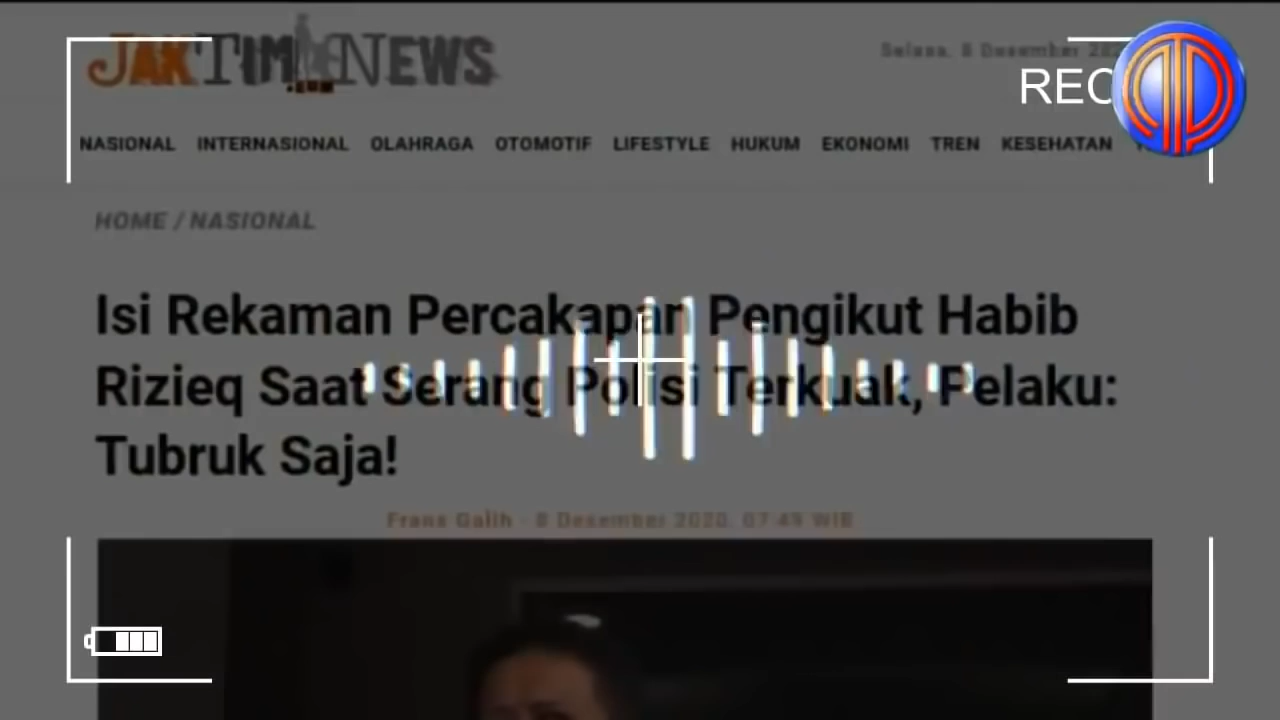 JAKTIMNEWS
.COM
Selasa, 8 Desember
REC
NASIONAL INTERNASIONAL OLAHRAGA OTOMOTIF LIFESTYLE HUKUM EKONOMI TREN KESEHATAN
HOME / NASIONAL
Isi Rekaman Percakapan Pengikut Habib
Rizieq Saat Serang Polisi Terkuak, Pelaku:
Tubruk Saja!
Frans Galih - 8 Desember 2020, 07:49 WIB